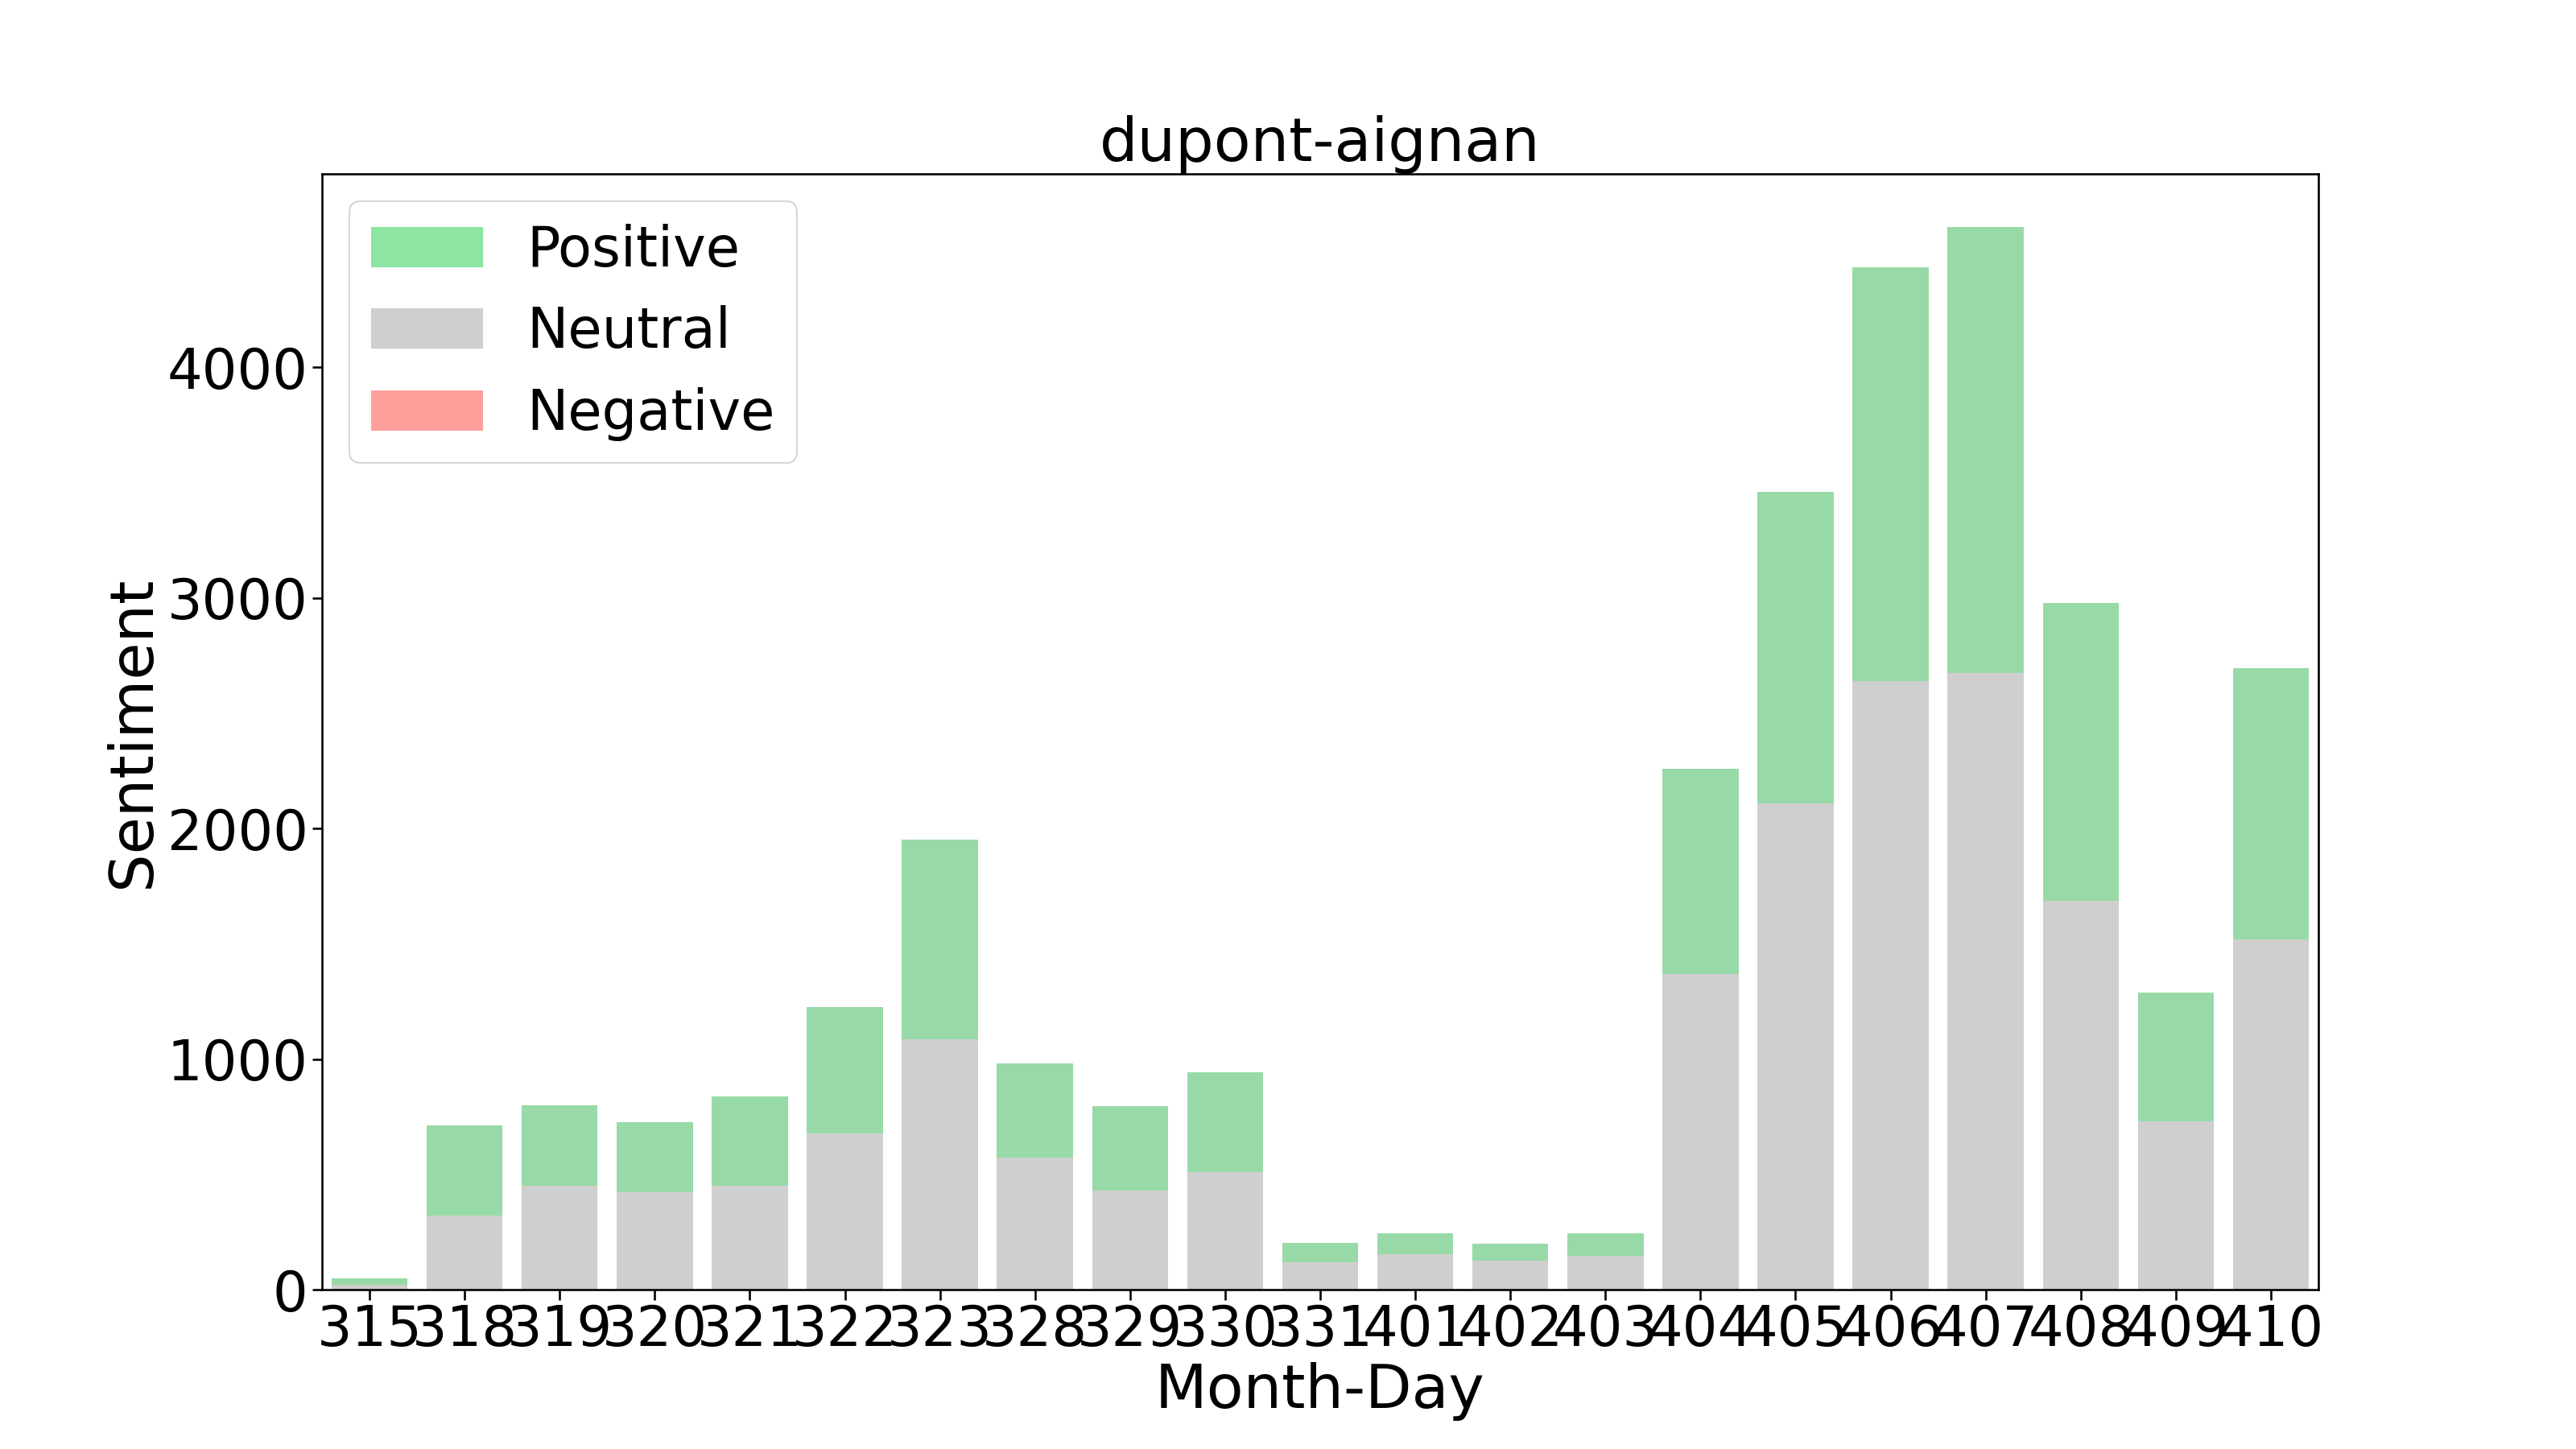 dupont-aignan
Positive
Neutral
Negative
Sentiment
4000
3000
2000
1000
0
315 318 319 320 321 322 323 328 329 330 331 401 402 403 404 405 406 407 408 409 410
Month-Day